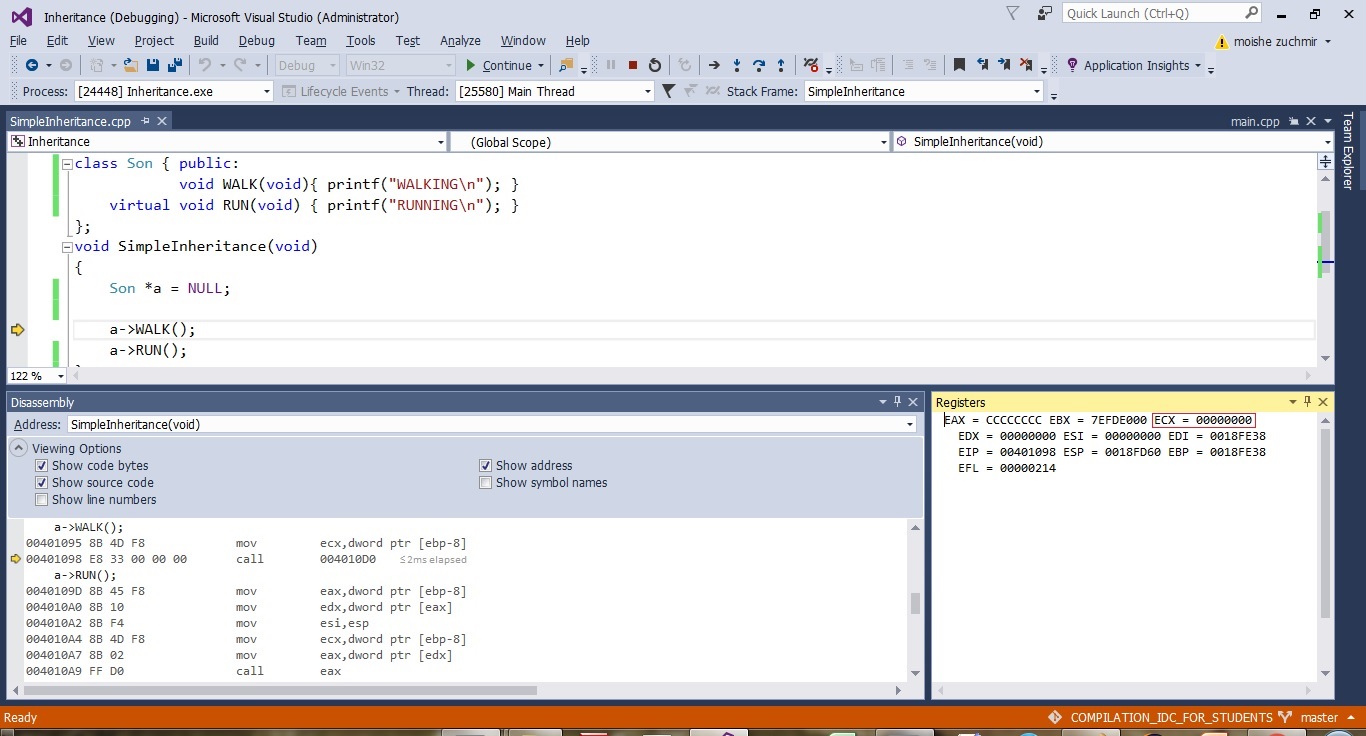 Inheritance (Debugging) - Microsoft Visual Studio (Administrator)
Quick Launch (Ctrl+Q)
File Edit View Project Build Debug Team Tools Test Analyze Window Help
moishe zuchmir
Debug Win32 Continue Application Insights
Process: [24448] Inheritance.exe Lifecycle Events Thread: [25580] Main Thread Stack Frame: SimpleInheritance
SimpleInheritance.cpp main.cpp
Team Explorer
Inheritance (Global Scope) SimpleInheritance(void)
class Son { public:
void WALK(void){ printf("WALKING\n"); }
virtual void RUN(void) { printf("RUNNING\n"); }
};
void SimpleInheritance(void)
{
Son *a = NULL;
a->WALK();
a->RUN();
122 %
Disassembly
Address: SimpleInheritance(void)
Viewing Options
Show code bytes Show address
Show source code Show symbol names
Show line numbers
a->WALK();
00401095 8B 4D F8 mov ecx,dword ptr [ebp-8]
00401098 E8 33 00 00 00 call 004010D0 ≤2ms elapsed
a->RUN();
0040109D 8B 45 F8 mov eax,dword ptr [ebp-8]
004010A0 8B 10 mov edx,dword ptr [eax]
004010A2 8B F4 mov esi,esp
004010A4 8B 4D F8 mov ecx,dword ptr [ebp-8]
004010A7 8B 02 mov eax,dword ptr [edx]
004010A9 FF D0 call eax
Registers
EAX = CCCCCCCC EBX = 7EFDE000 ECX = 00000000
EDX = 00000000 ESI = 00000000 EDI = 0018FE38
EIP = 00401098 ESP = 0018FD60 EBP = 0018FE38
EFL = 00000214
Ready
COMPILATION_IDC_FOR_STUDENTS master